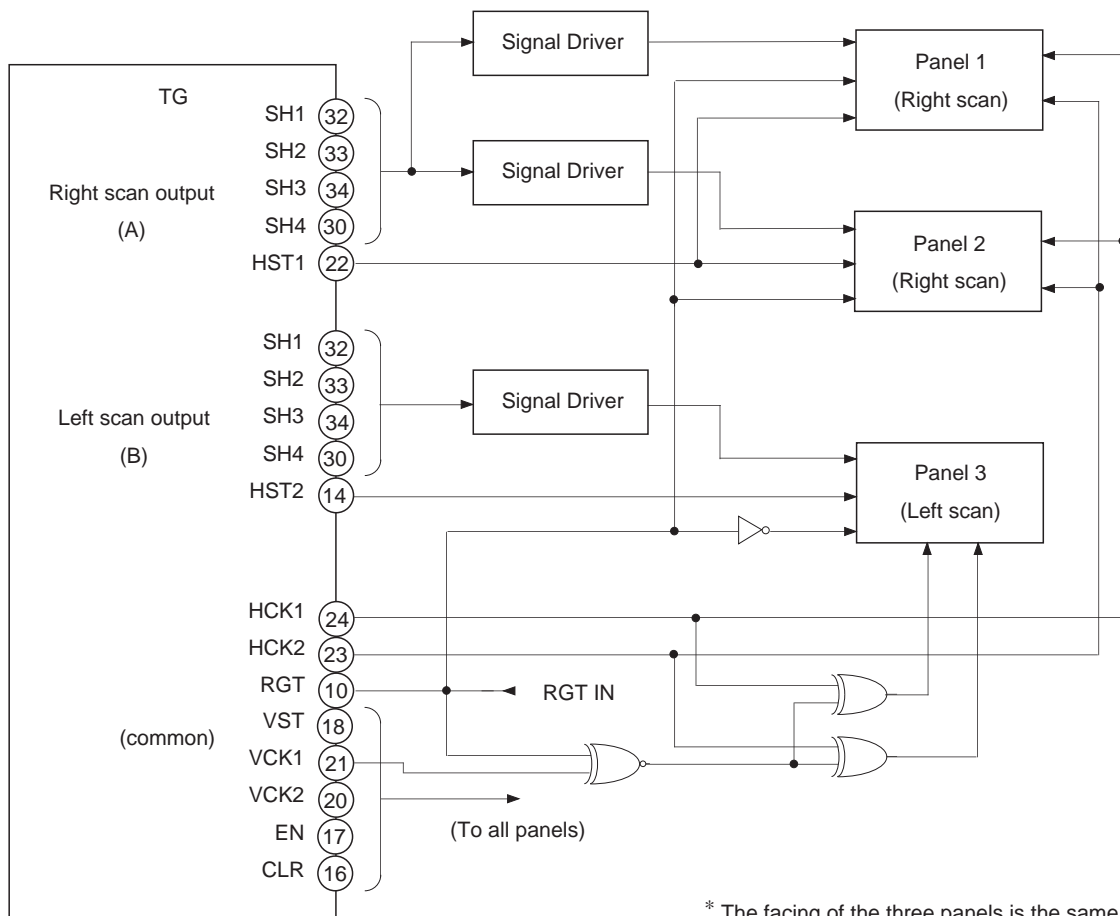 TG
Right scan output
(A)
SH1 32
SH2 33
SH3 34
SH4 30
HST1 22
Signal Driver
Signal Driver
Panel 1
(Right scan)
Panel 2
(Right scan)
Left scan output
(B)
SH1 32
SH2 33
SH3 34
SH4 30
HST2 14
Signal Driver
Panel 3
(Left scan)
(common)
HCK1 24
HCK2 23
RGT 10
RGT IN
VST 18
VCK1 21
VCK2 20
EN 17
CLR 16
(To all panels)
* The facing of the three panels is the same